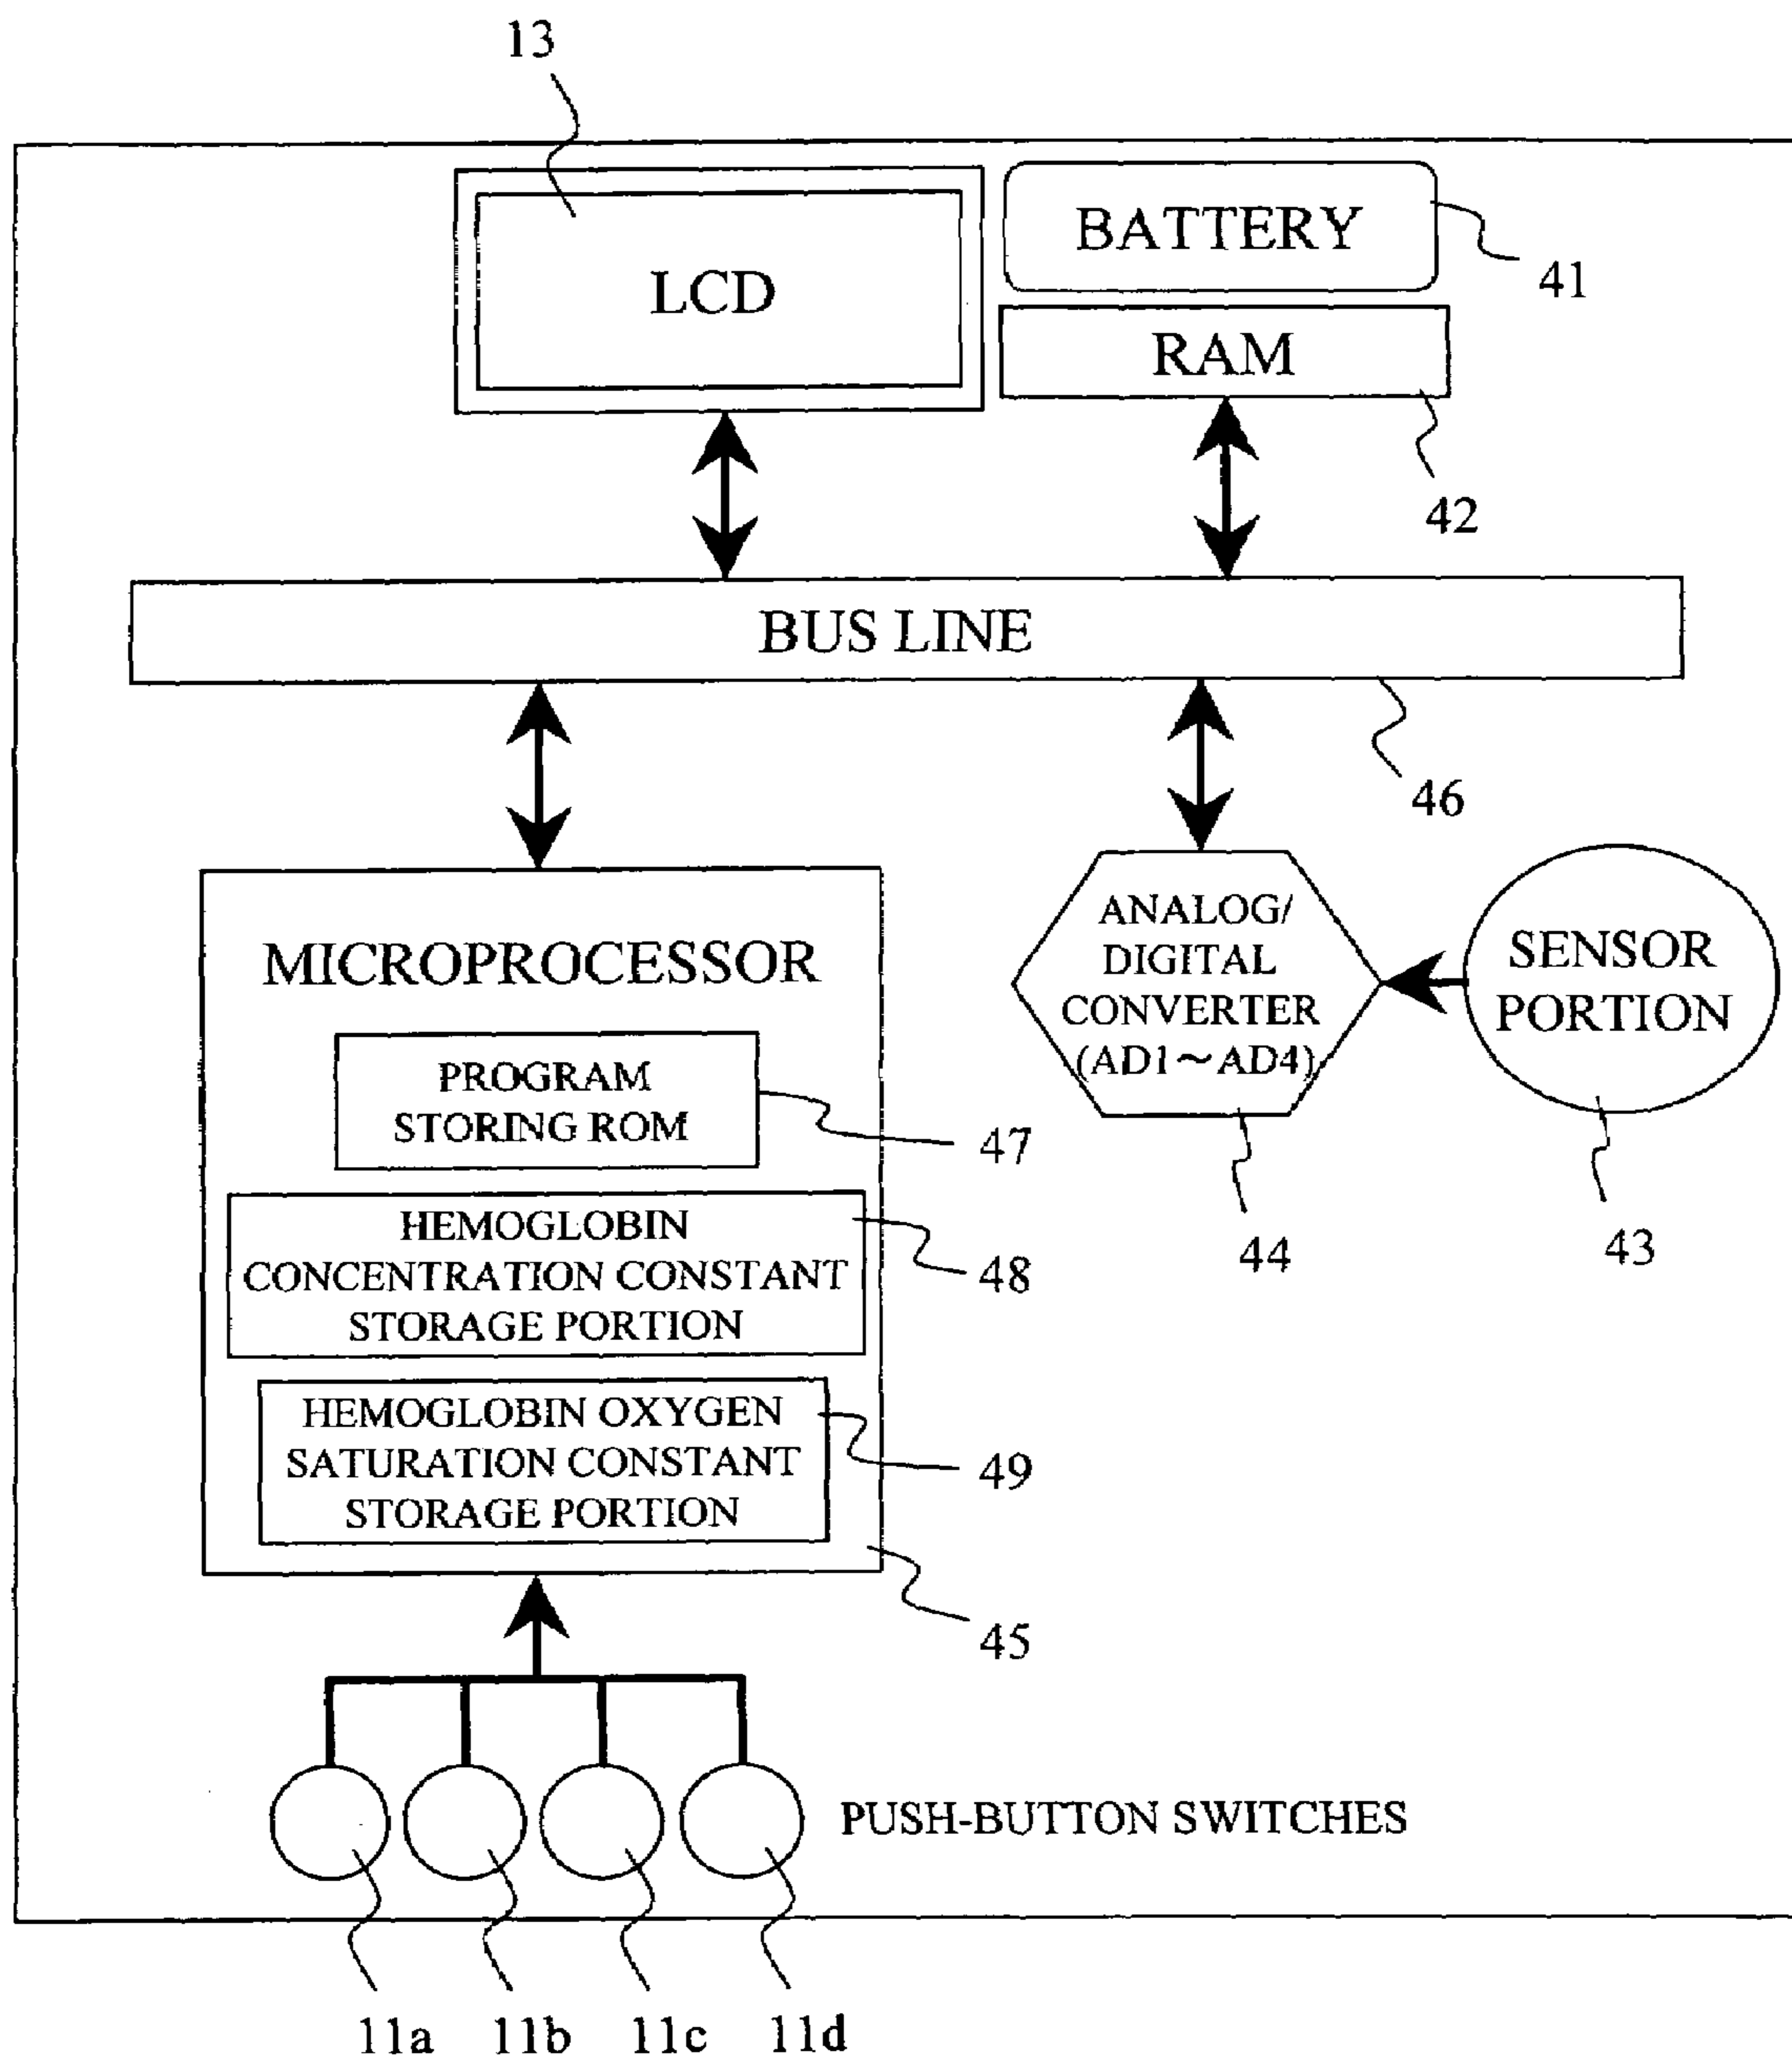 13
BATTERY
LCD
41
RAM
42
BUS LINE
46
MICROPROCESSOR
PROGRAM
STORING ROM
47
HEMOGLOBIN
CONCENTRATION CONSTANT
STORAGE PORTION
48
HEMOGLOBIN OXYGEN
SATURATION CONSTANT
STORAGE PORTION
49
45
ANALOG/
DIGITAL
CONVERTER
(AD1～AD4)
44
SENSOR
PORTION
43
PUSH-BUTTON SWITCHES
11a 11b 11c 11d